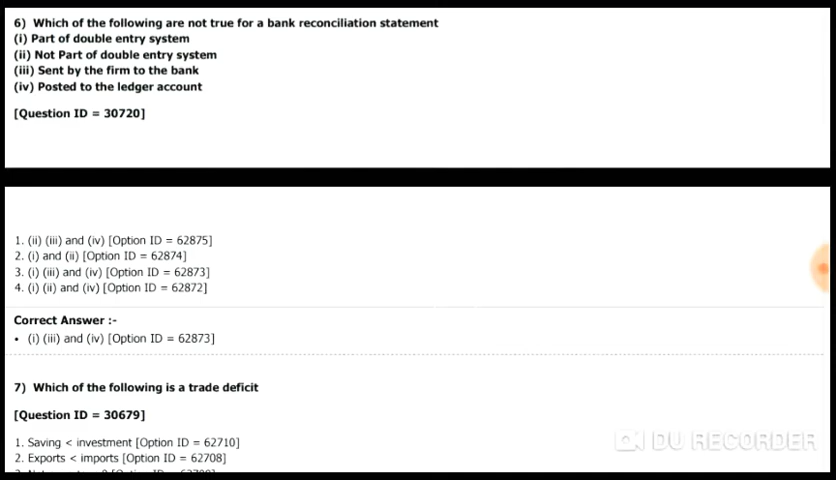 6) Which of the following are not true for a bank reconciliation statement
(i) Part of double entry system
(ii) Not Part of double entry system
(iii) Sent by the firm to the bank
(iv) Posted to the ledger account
[Question ID = 30720]
1. (ii) (iii) and (iv) [Option ID = 62875]
2. (i) and (ii) [Option ID = 62874]
3. (i) (iii) and (iv) [Option ID = 62873]
4. (i) (ii) and (iv) [Option ID = 62872]
Correct Answer :-
• (i) (iii) and (iv) [Option ID = 62873]
7) Which of the following is a trade deficit
[Question ID = 30679]
1. Saving < investment [Option ID = 62710]
DU RECORDER
2. Exports < imports [Option ID = 62708]